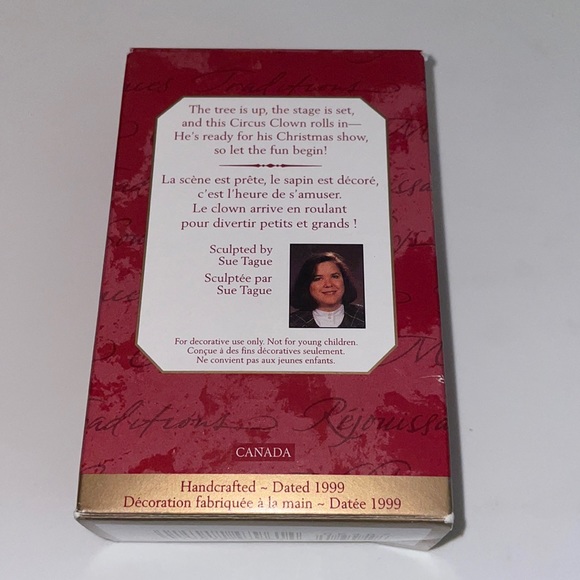 Traditions
The tree is up, the stage is set,
and this Circus Clown rolls in—
He's ready for his Christmas show,
so let the fun begin!
La scène est prête, le sapin est décoré,
c'est l'heure de s'amuser.
Le clown arrive en roulant
pour divertir petits et grands !
Sculpted by
Sue Tague
Sculptée par
Sue Tague
For decorative use only. Not for young children.
Conçue à des fins décoratives seulement.
Ne convient pas aux jeunes enfants.
CANADA
Handcrafted ~ Dated 1999
Décoration fabriquée à la main ~ Datée 1999